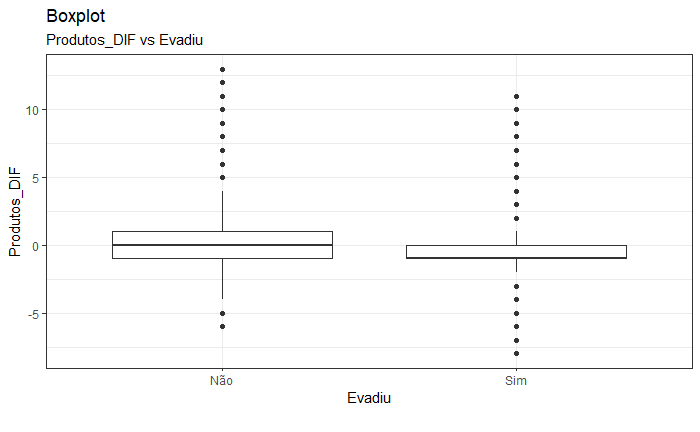 Boxplot
Produtos_DIF vs Evadiu
Produtos_DIF
10
5
0
-5
Não
Sim
Evadiu